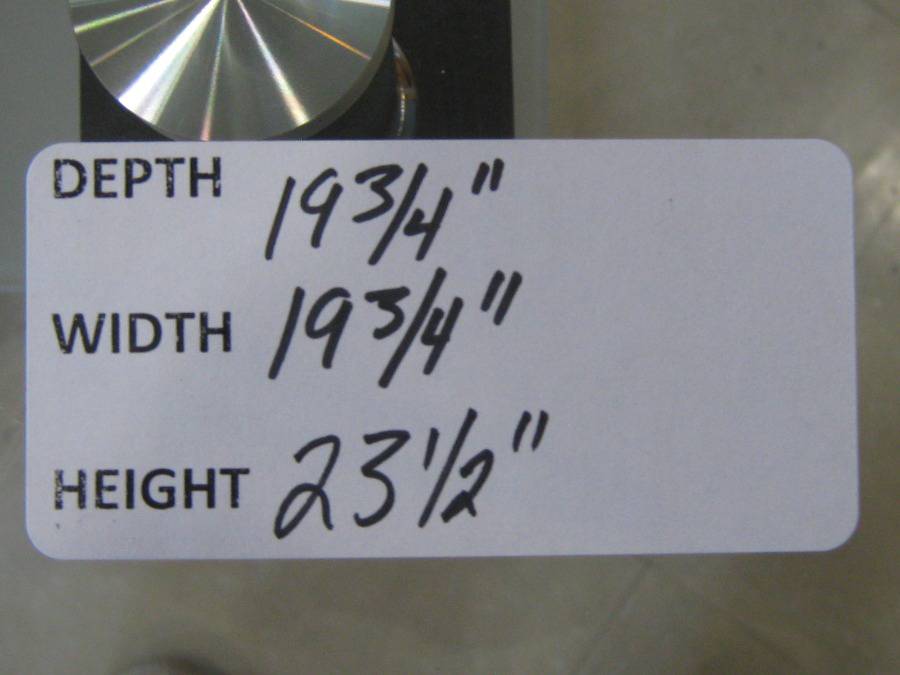 DEPTH 19 3/4"
WIDTH 19 3/4"
HEIGHT 23 1/2"